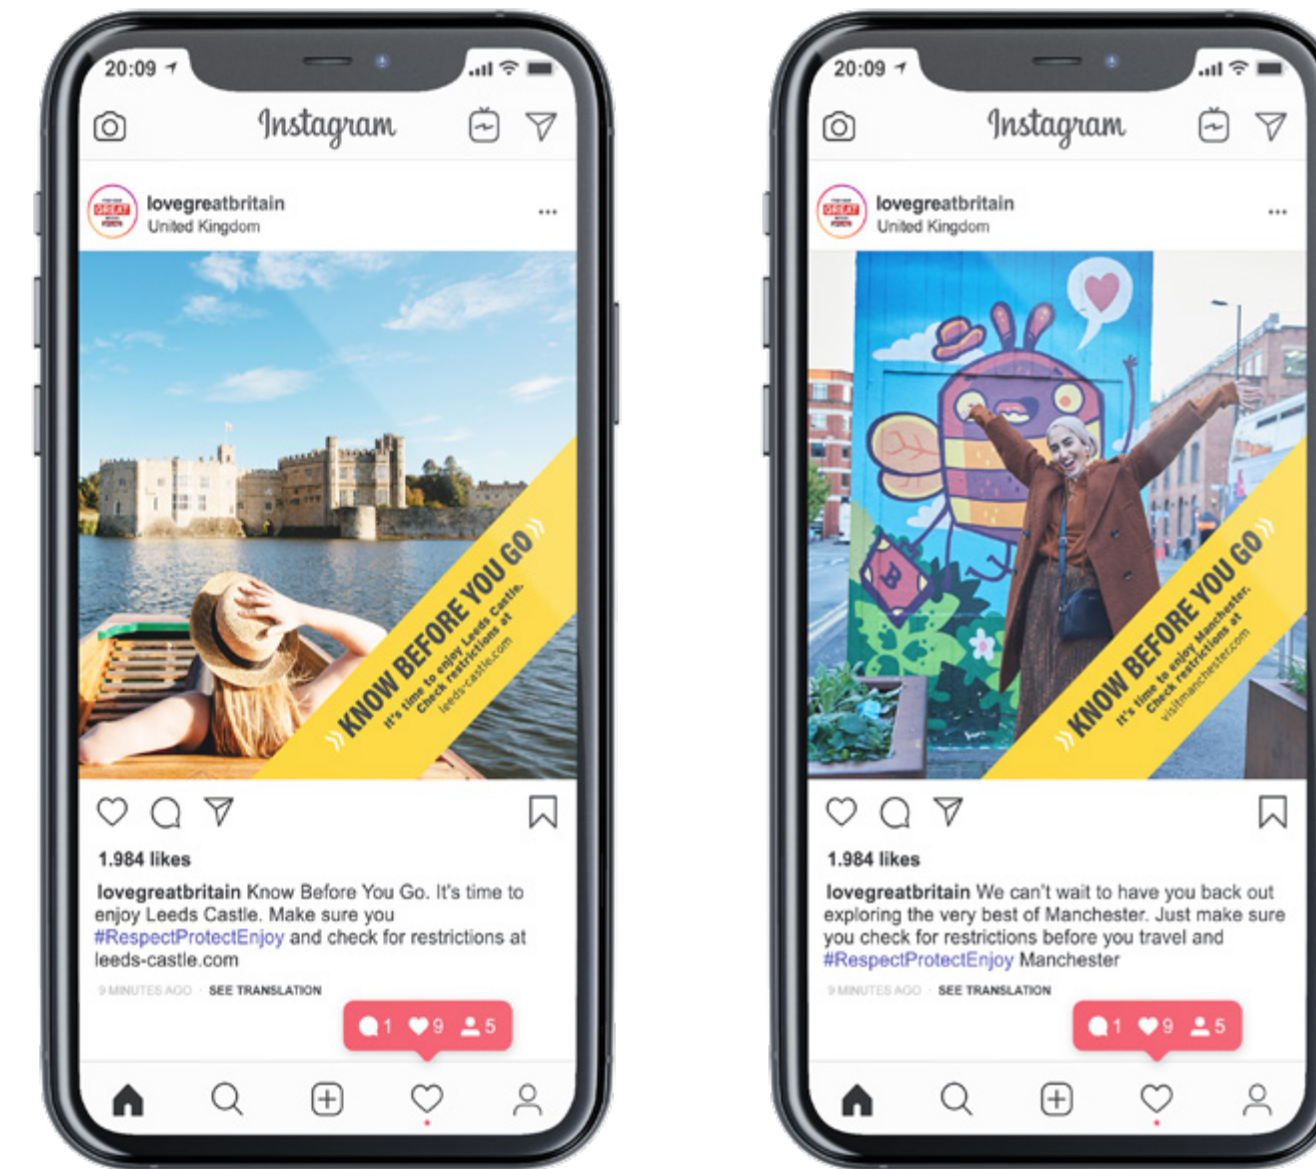 20:09
Instagram
GREAT
lovegreatbritain
United Kingdom
» KNOW BEFORE YOU GO »
It's time to enjoy Leeds Castle.
Check restrictions at
leeds-castle.com
1.984 likes
lovegreatbritain Know Before You Go. It's time to
enjoy Leeds Castle. Make sure you
#RespectProtectEnjoy and check for restrictions at
leeds-castle.com
9 MINUTES AGO · SEE TRANSLATION
1 9 5
20:09
Instagram
GREAT
lovegreatbritain
United Kingdom
B
» KNOW BEFORE YOU GO »
It's time to enjoy Manchester.
Check restrictions at
visitmanchester.com
1.984 likes
lovegreatbritain We can't wait to have you back out
exploring the very best of Manchester. Just make sure
you check for restrictions before you travel and
#RespectProtectEnjoy Manchester
9 MINUTES AGO · SEE TRANSLATION
1 9 5